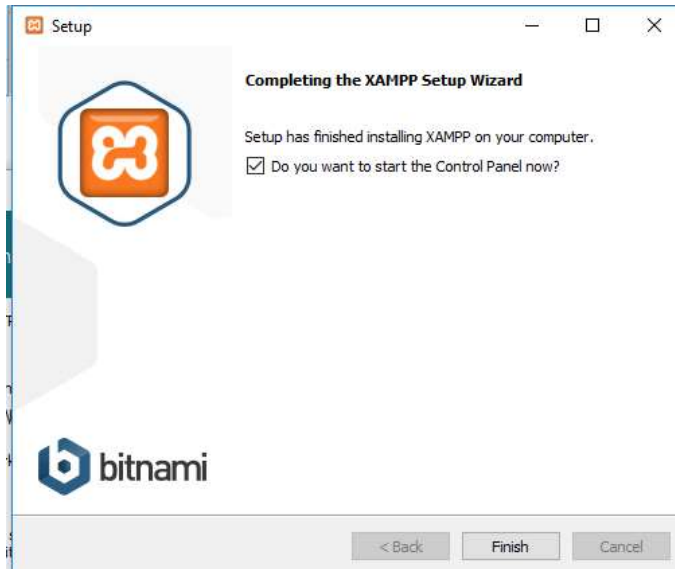 Setup
Completing the XAMPP Setup Wizard
Setup has finished installing XAMPP on your computer.
Do you want to start the Control Panel now?
bitnami
< Back
Finish
Cancel